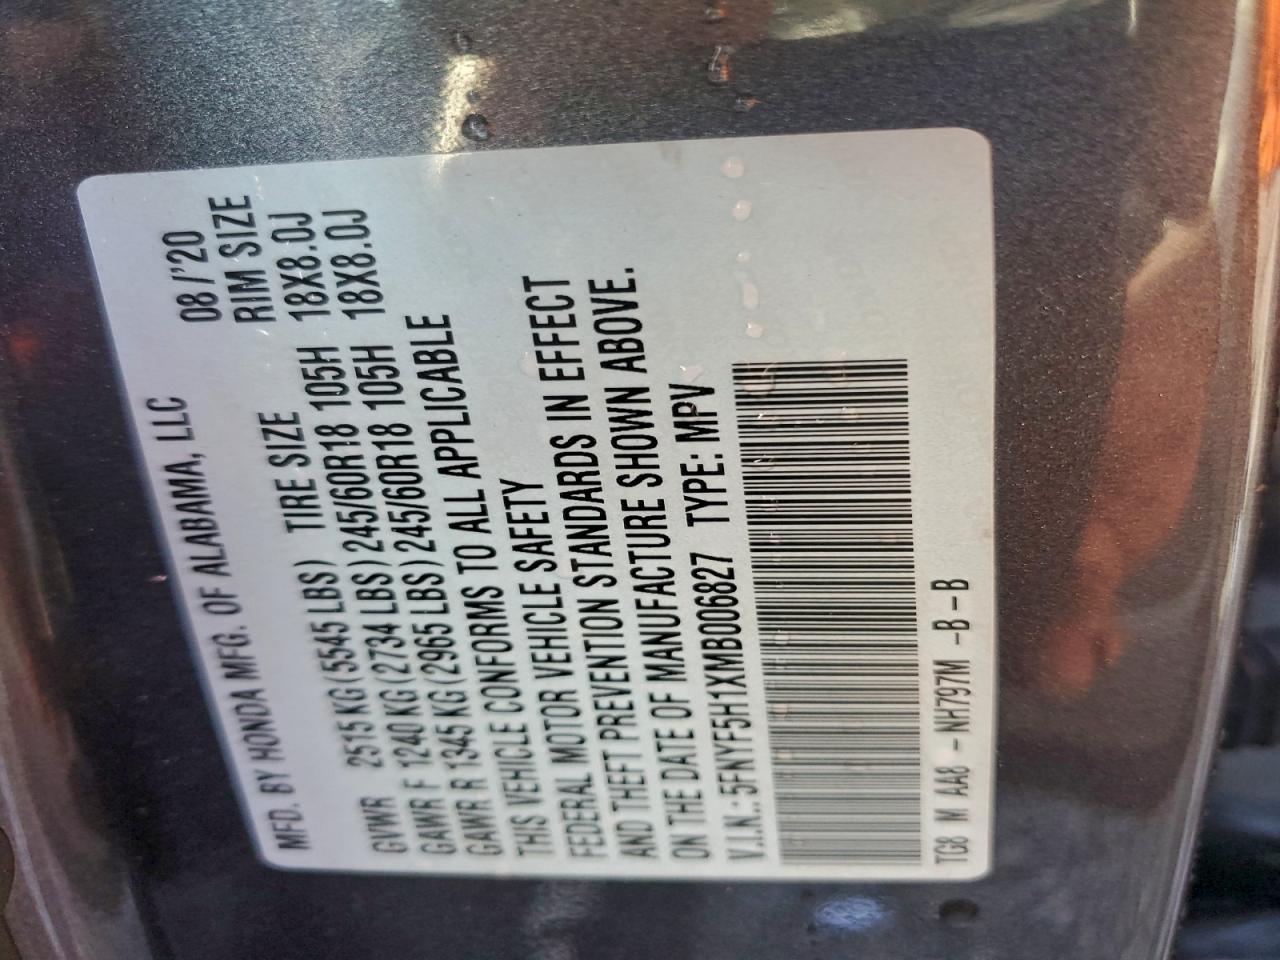 MFD. BY HONDA MFG. OF ALABAMA, LLC 08/'20
TIRE SIZE RIM SIZE
GVWR 2515 KG (5545 LBS)
GAWR F 1240 KG (2734 LBS) 245/60R18 105H 18X8.0J
GAWR R 1345 KG (2965 LBS) 245/60R18 105H 18X8.0J
THIS VEHICLE CONFORMS TO ALL APPLICABLE
FEDERAL MOTOR VEHICLE SAFETY
AND THEFT PREVENTION STANDARDS IN EFFECT
ON THE DATE OF MANUFACTURE SHOWN ABOVE.
V.I.N.: 5FNYF5H1XMB006827 TYPE: MPV
TG8 M AA8 - NH797M -B-B